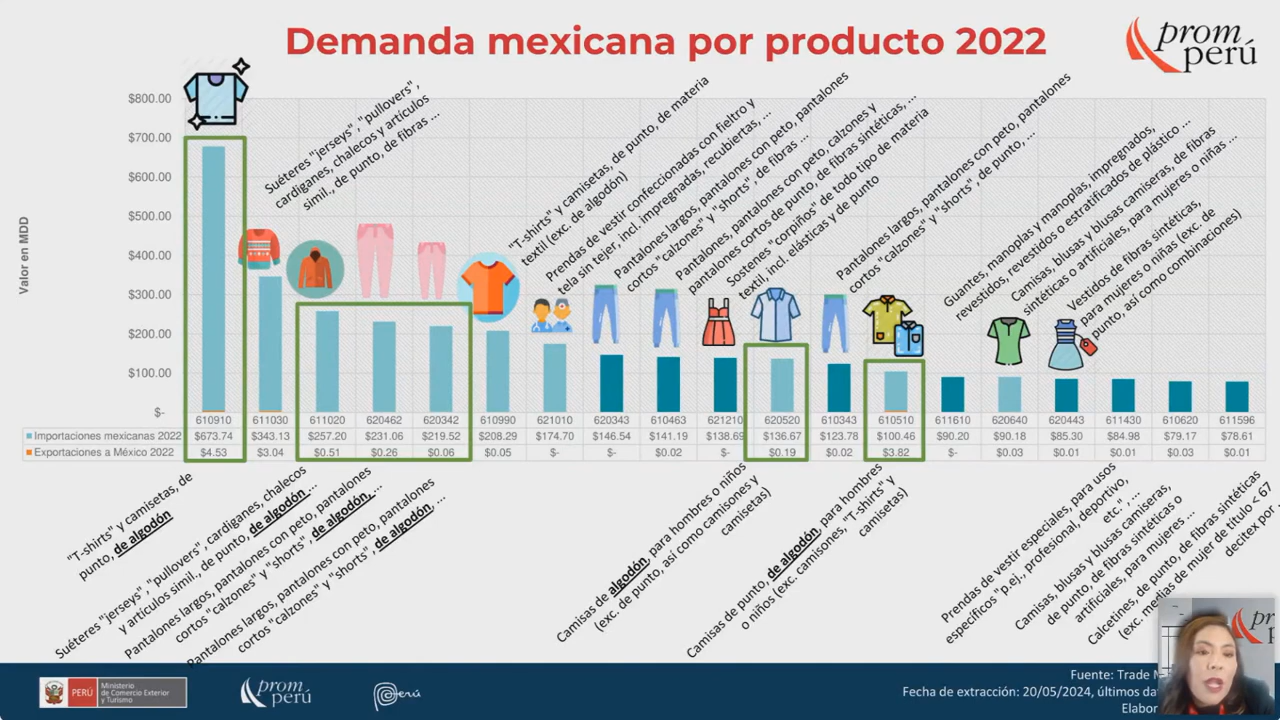 Demanda mexicana por producto 2022
prom
perú
Valor en MDD
$800.00
$700.00
$600.00
$500.00
$400.00
$300.00
$200.00
$100.00
$-
Suéteres "jerseys", "pullovers",
cardiganes, chalecos y artículos
simil., de punto, de fibras ...
"T-shirts" y camisetas, de punto, de materia
textil (exc. de algodón)
Prendas de vestir confeccionadas con fieltro y
tela sin tejer, incl. impregnadas, recubiertas, ...
Pantalones largos, pantalones con peto, pantalones
cortos "calzones" y "shorts", de fibras ...
Pantalones, pantalones con peto, calzones y
pantalones cortos de punto, de fibras sintéticas, ...
Sostenes "corpiños" de todo tipo de materia
textil, incl. elásticas y de punto
Pantalones largos, pantalones con peto, pantalones
cortos "calzones" y "shorts", de punto, ...
Guantes, manoplas y manoplas, impregnados,
revestidos, revestidos o estratificados de plástico ...
Camisas, blusas y blusas camiseras, de fibras
sintéticas o artificiales, para mujeres o niñas ...
Vestidos de fibras sintéticas,
para mujeres o niñas (exc. de
punto, así como combinaciones)
610910 611030 611020 620462 620342 610990 621010 620343 610463 621210 620520 610343 610510 611610 620640 620443 611430 610620 611596
Importaciones mexicanas 2022 $673.74 $343.13 $257.20 $231.06 $219.52 $208.29 $174.70 $146.54 $141.19 $138.69 $136.67 $123.78 $100.46 $90.20 $90.18 $85.30 $84.98 $79.17 $78.61
Exportaciones a México 2022 $4.53 $3.04 $0.51 $0.26 $0.06 $0.05 $- $- $0.02 $- $0.19 $0.02 $3.82 $- $0.03 $0.01 $0.01 $0.03 $0.01
"T-shirts" y camisetas, de
punto, de algodón
Suéteres "jerseys", "pullovers", cardiganes, chalecos
y artículos simil., de punto, de algodón ...
Pantalones largos, pantalones con peto, pantalones
cortos "calzones" y "shorts", de algodón, ...
Pantalones largos, pantalones con peto, pantalones
cortos "calzones" y "shorts", de algodón, ...
Camisas de algodón, para hombres o niños
(exc. de punto, así como camisones y
camisetas)
Camisas de punto, de algodón, para hombres
o niños (exc. camisones, "T-shirts" y
camisetas)
Prendas de vestir especiales, para usos
específicos "p.ej., profesional, deportivo,
etc.", ...
Camisas, blusas y blusas camiseras,
de punto, de fibras sintéticas o
artificiales, para mujeres ...
Calcetines, de punto, de fibras sintéticas
(exc. medias de mujer de título < 67
decitex por ...
PERÚ
Ministerio
de Comercio Exterior
y Turismo
prom
perú
Perú
Fuente: Trade
Fecha de extracción: 20/05/2024, últimos